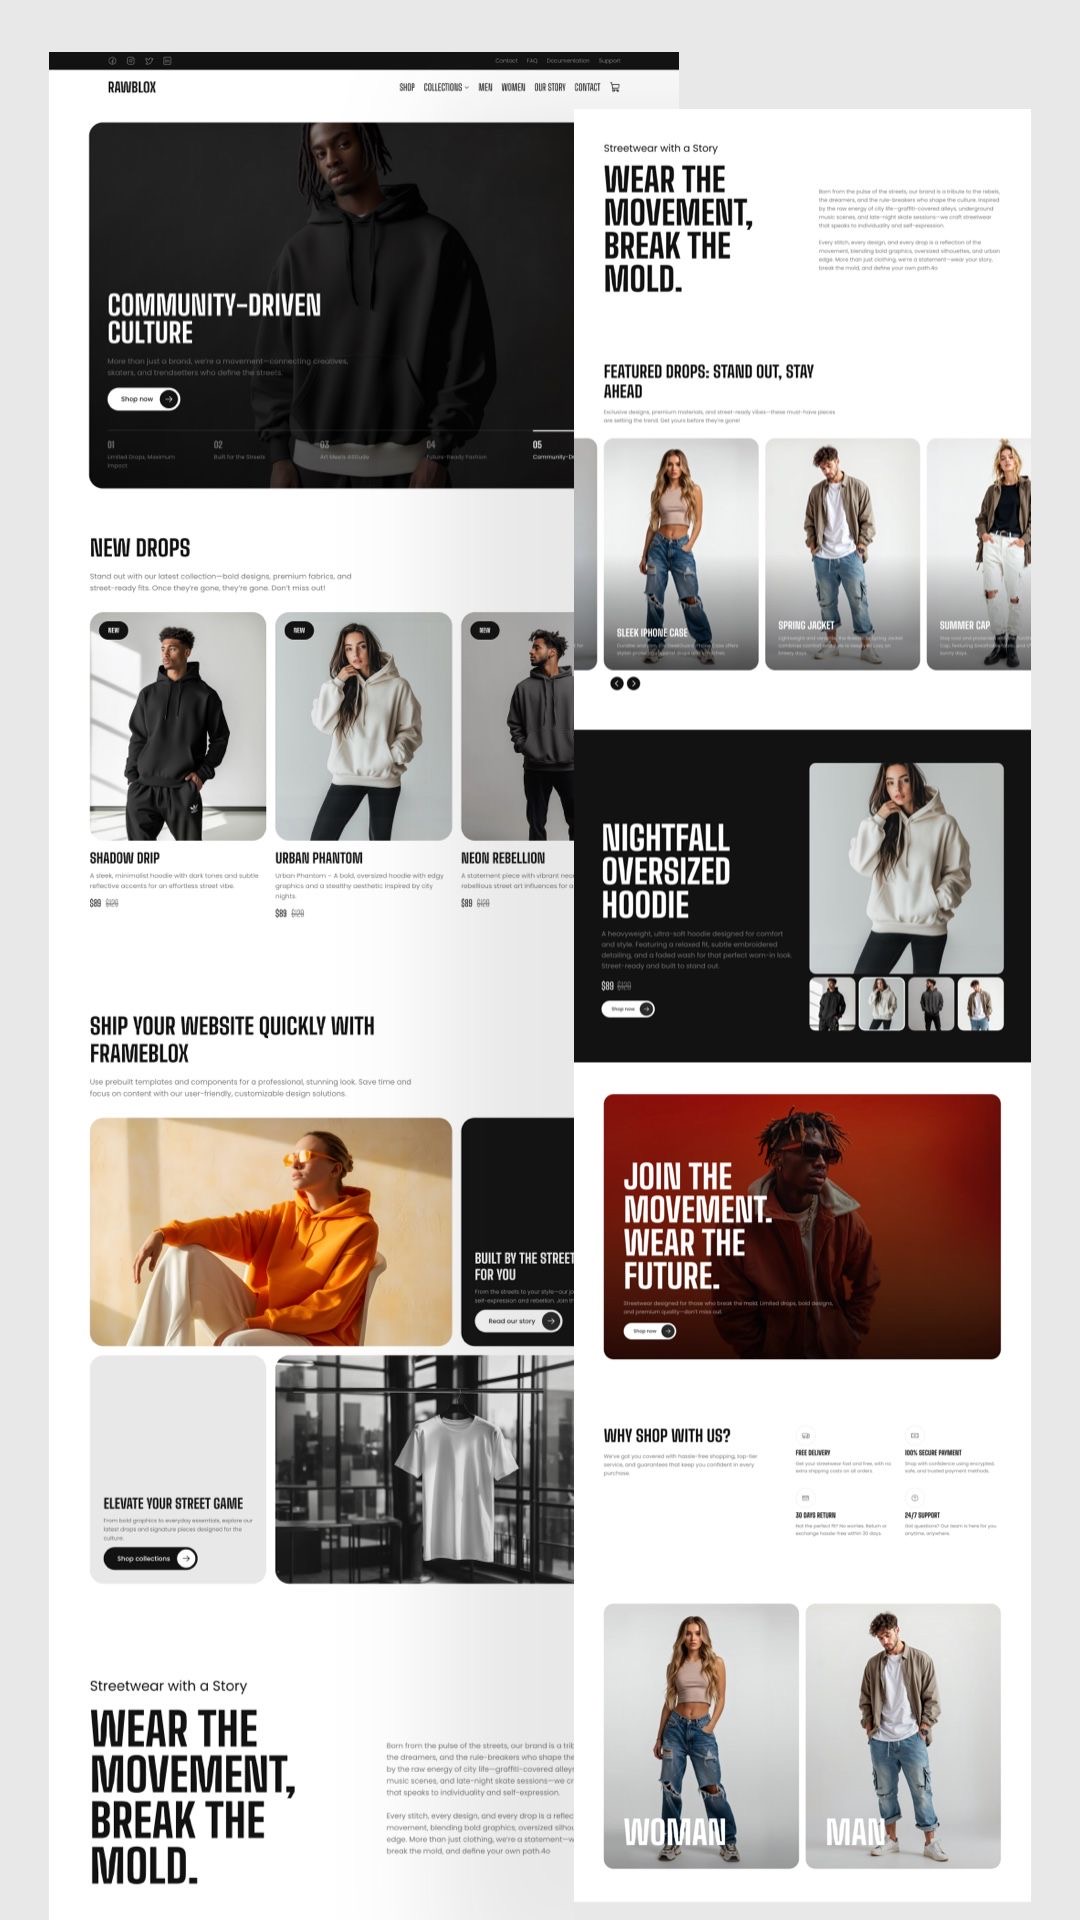 Contact FAQ Documentation Support
RAWBLOX
SHOP COLLECTIONS MEN WOMEN OUR STORY CONTACT
COMMUNITY-DRIVEN
CULTURE
More than just a brand, we're a movement—connecting creatives,
skaters, and trendsetters who define the streets.
Shop now
01 02 03 04 05
Limited Drops, Maximum Built for the Streets Art Meets Attitude Future-Ready Fashion Community-Dr
Impact
NEW DROPS
Stand out with our latest collection—bold designs, premium fabrics, and
street-ready fits. Once they're gone, they're gone. Don't miss out!
NEW NEW NEW
SHADOW DRIP
A sleek, minimalist hoodie with dark tones and subtle
reflective accents for an effortless street vibe.
$89 $120
URBAN PHANTOM
Urban Phantom – A bold, oversized hoodie with edgy
graphics and a stealthy aesthetic inspired by city
nights.
$89 $120
NEON REBELLION
A statement piece with vibrant neo
rebellious street art influences for a
$89 $120
SHIP YOUR WEBSITE QUICKLY WITH
FRAMEBLOX
Use prebuilt templates and components for a professional, stunning look. Save time and
focus on content with our user-friendly, customizable design solutions.
BUILT BY THE STREET
FOR YOU
From the streets to your style—our jo
self-expression and rebellion. Join th
Read our story
ELEVATE YOUR STREET GAME
From bold graphics to everyday essentials, explore our
latest drops and signature pieces designed for the
culture.
Shop collections
Streetwear with a Story
WEAR THE
MOVEMENT,
BREAK THE
MOLD.
Born from the pulse of the streets, our brand is a trib
the dreamers, and the rule-breakers who shape the
by the raw energy of city life—graffiti-covered alleys
music scenes, and late-night skate sessions—we cr
that speaks to individuality and self-expression.
Every stitch, every design, and every drop is a reflec
movement, blending bold graphics, oversized silhou
edge. More than just clothing, we're a statement—w
break the mold, and define your own path.4o
Streetwear with a Story
WEAR THE
MOVEMENT,
BREAK THE
MOLD.
Born from the pulse of the streets, our brand is a tribute to the rebels,
the dreamers, and the rule-breakers who shape the culture. Inspired
by the raw energy of city life—graffiti-covered alleys, underground
music scenes, and late-night skate sessions—we craft streetwear
that speaks to individuality and self-expression.
Every stitch, every design, and every drop is a reflection of the
movement, blending bold graphics, oversized silhouettes, and urban
edge. More than just clothing, we're a statement—wear your story,
break the mold, and define your own path.4o
FEATURED DROPS: STAND OUT, STAY
AHEAD
Exclusive designs, premium materials, and street-ready vibes—these must-have pieces
are setting the trend. Get yours before they're gone!
SLEEK IPHONE CASE
SPRING JACKET
SUMMER CAP
NIGHTFALL
OVERSIZED
HOODIE
A heavyweight, ultra-soft hoodie designed for comfort
and style. Featuring a relaxed fit, subtle embroidered
detailing, and a faded wash for that perfect worn-in look.
Street-ready and built to stand out.
$89 $120
Shop now
JOIN THE
MOVEMENT.
WEAR THE
FUTURE.
Streetwear designed for those who break the mold. Limited drops, bold designs,
and premium quality—don't miss out.
Shop now
WHY SHOP WITH US?
We've got you covered with hassle-free shopping, top-tier
service, and guarantees that keep you confident in every
purchase.
FREE DELIVERY
Get your streetwear fast and free, with no
extra shipping costs on all orders.
100% SECURE PAYMENT
Shop with confidence using encrypted,
safe, and trusted payment methods.
30 DAYS RETURN
Not the perfect fit? No worries. Return or
exchange hassle-free within 30 days.
24/7 SUPPORT
Got questions? Our team is here for you
anytime, anywhere.
WOMAN
MAN